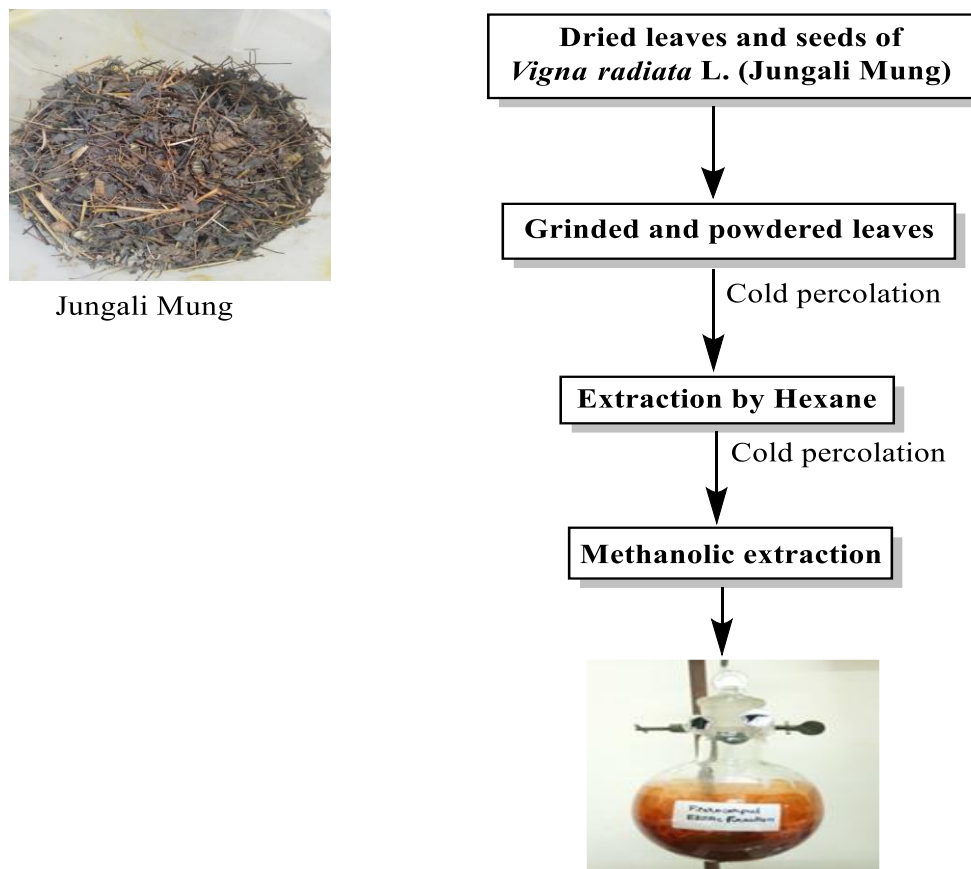 Dried leaves and seeds of
Vigna radiata L. (Jungali Mung)
Grinded and powdered leaves
Cold percolation
Jungali Mung
Extraction by Hexane
Cold percolation
Methanolic extraction